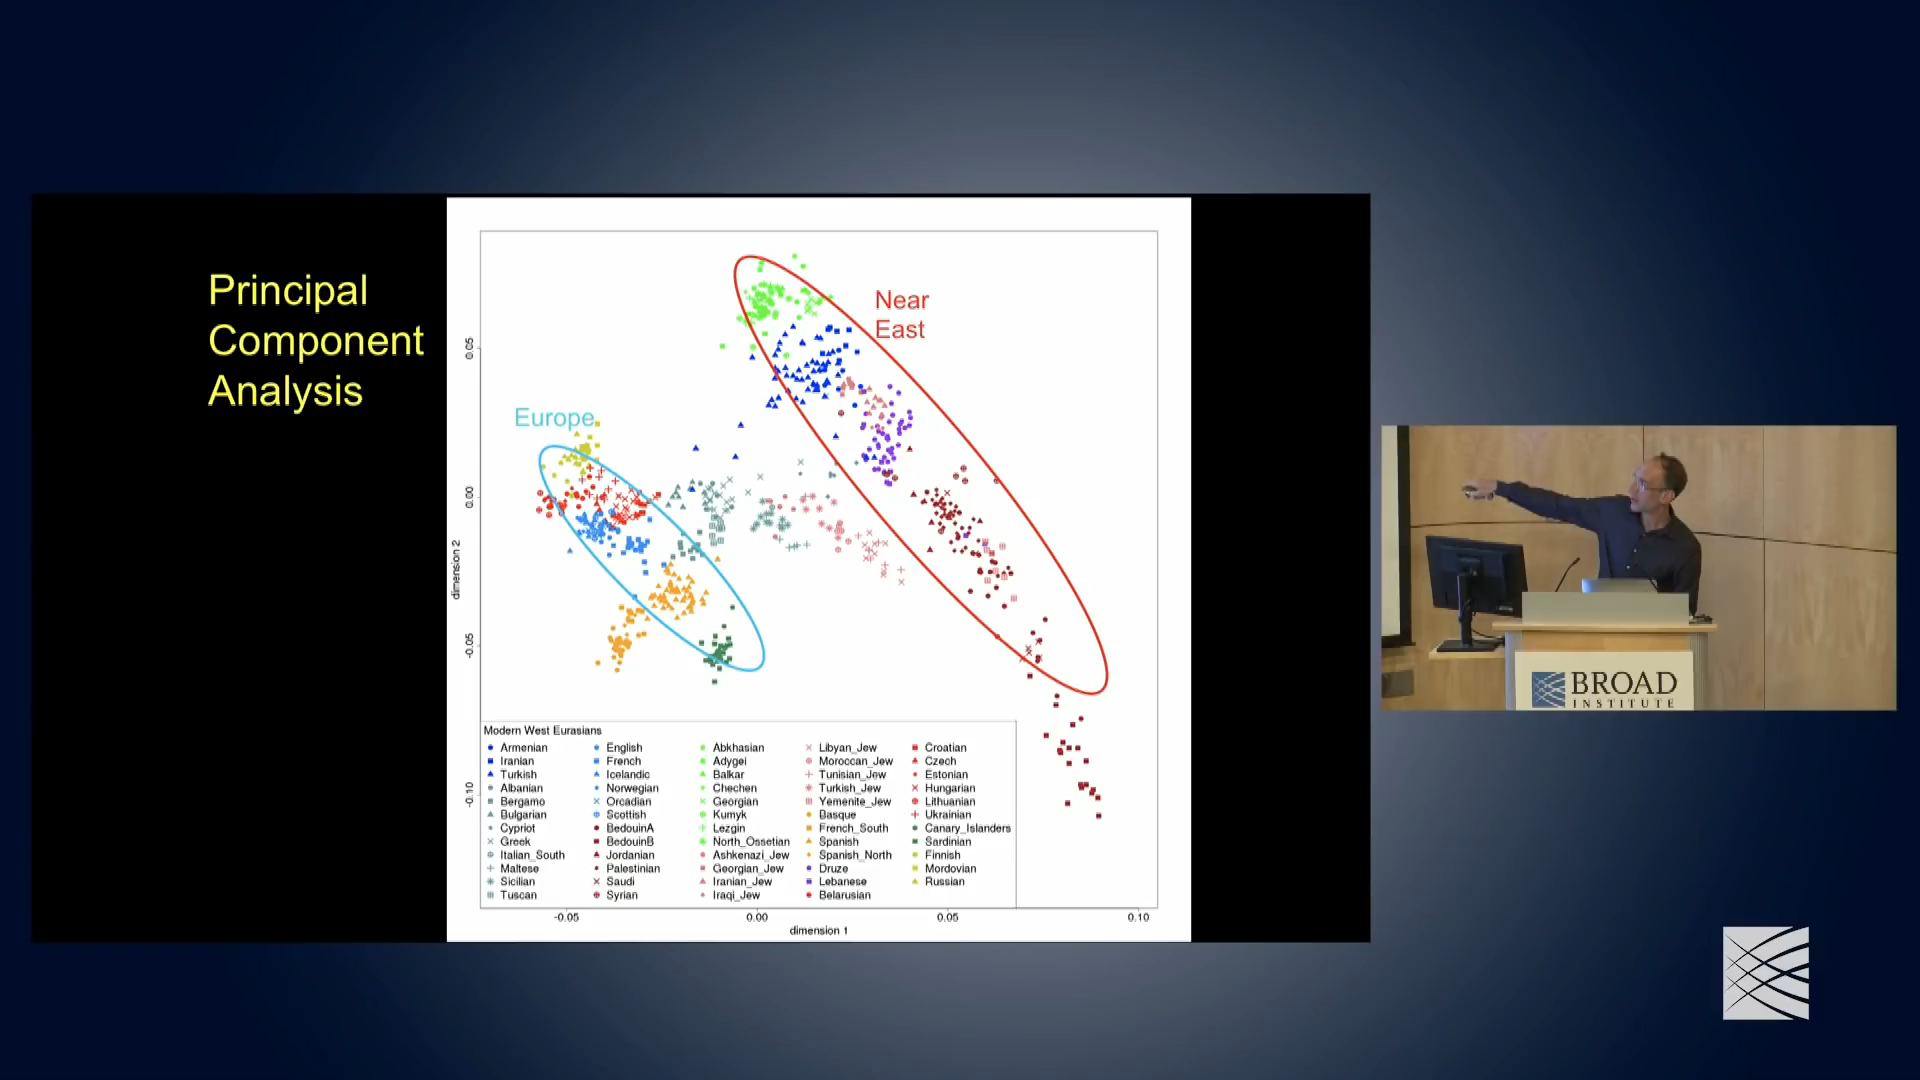 Principal
Component
Analysis
Near
East
Europe
0.05
0.00
-0.05
-0.10
dimension 2
Modern West Eurasians
Armenian
Iranian
Turkish
Albanian
Bergamo
Bulgarian
Cypriot
Greek
Italian_South
Maltese
Sicilian
Tuscan
English
French
Icelandic
Norwegian
Orcadian
Scottish
BedouinA
BedouinB
Jordanian
Palestinian
Saudi
Syrian
Abkhasian
Adygei
Balkar
Chechen
Georgian
Kumyk
Lezgin
North_Ossetian
Ashkenazi_Jew
Georgian_Jew
Iranian_Jew
Iraqi_Jew
Libyan_Jew
Moroccan_Jew
Tunisian_Jew
Turkish_Jew
Yemenite_Jew
Basque
French_South
Spanish
Spanish_North
Druze
Lebanese
Belarusian
Croatian
Czech
Estonian
Hungarian
Lithuanian
Ukrainian
Canary_Islanders
Sardinian
Finnish
Mordovian
Russian
-0.05
0.00
0.05
0.10
dimension 1
BROAD
INSTITUTE